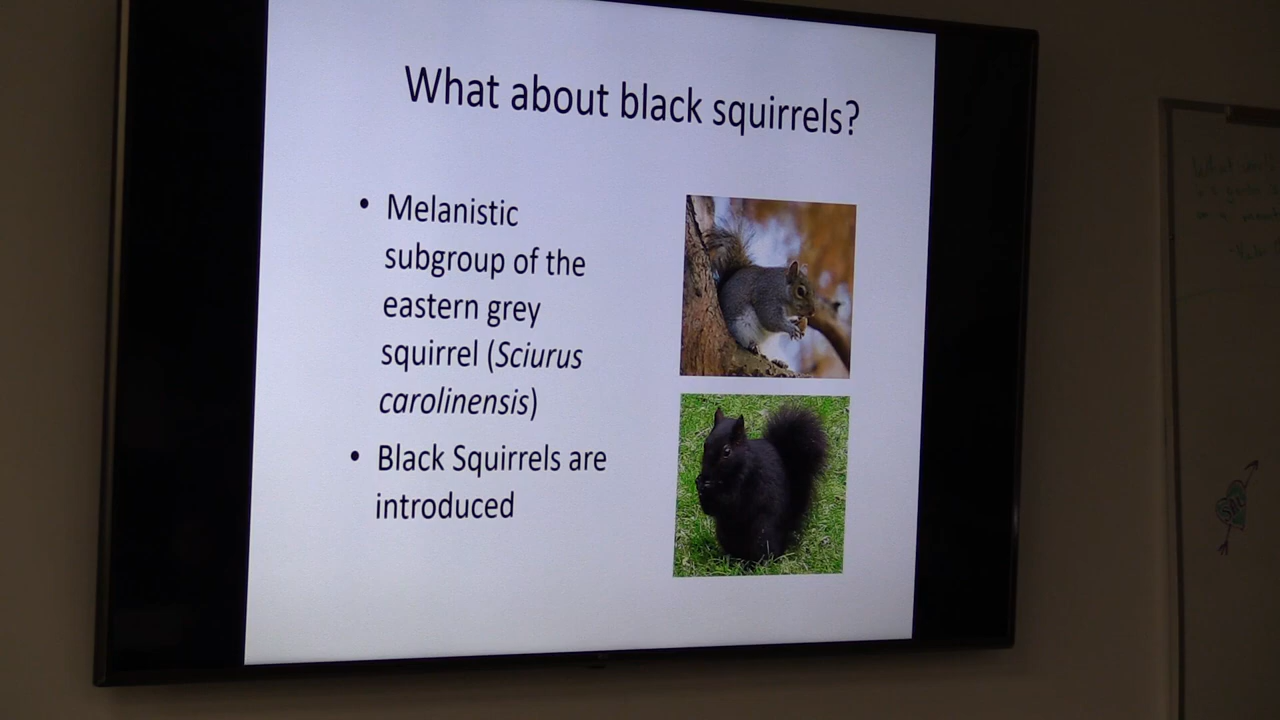 What about black squirrels?
• Melanistic
subgroup of the
eastern grey
squirrel (Sciurus
carolinensis)
• Black Squirrels are
introduced